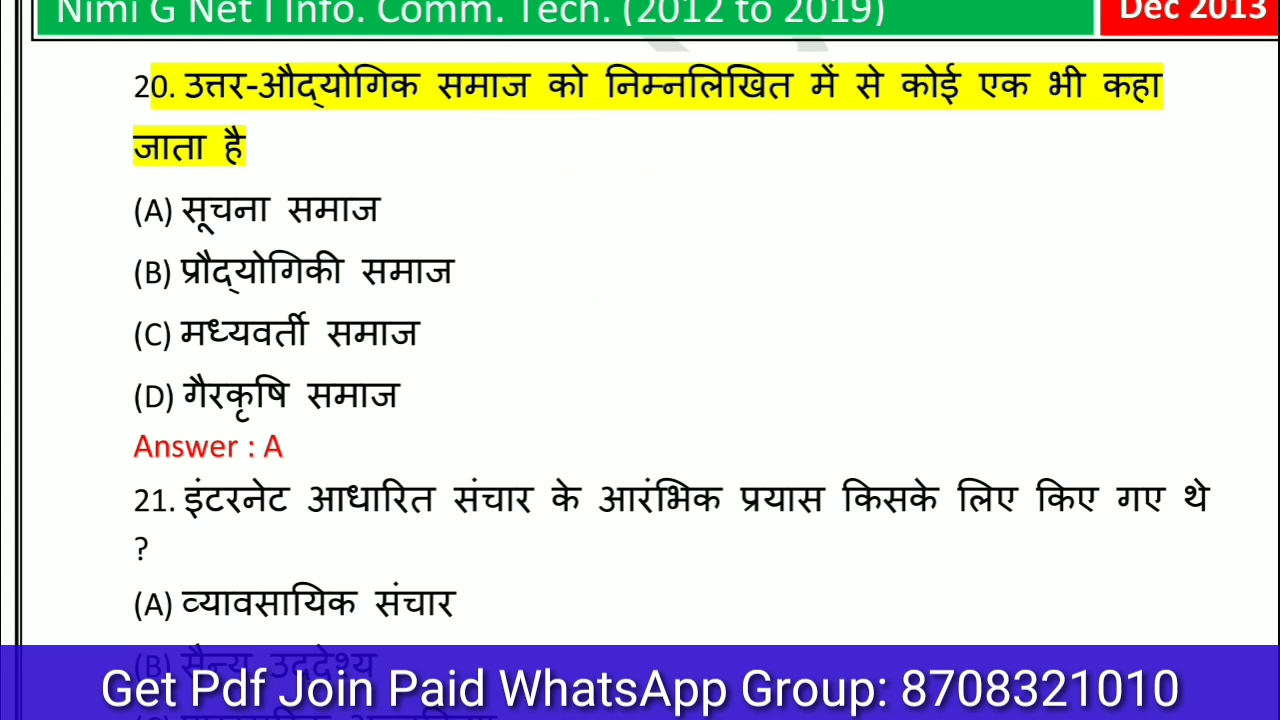 Nimi G Net I Info. Comm. Tech. (2012 to 2019)
Dec 2013
20. उत्तर-औद्योगिक समाज को निम्नलिखित में से कोई एक भी कहा
जाता है
(A) सूचना समाज
(B) प्रौद्योगिकी समाज
(C) मध्यवर्ती समाज
(D) गैरकृषि समाज
Answer : A
21. इंटरनेट आधारित संचार के आरंभिक प्रयास किसके लिए किए गए थे
?
(A) व्यावसायिक संचार
(B) सैन्य उद्देश्य
Get Pdf Join Paid WhatsApp Group: 8708321010